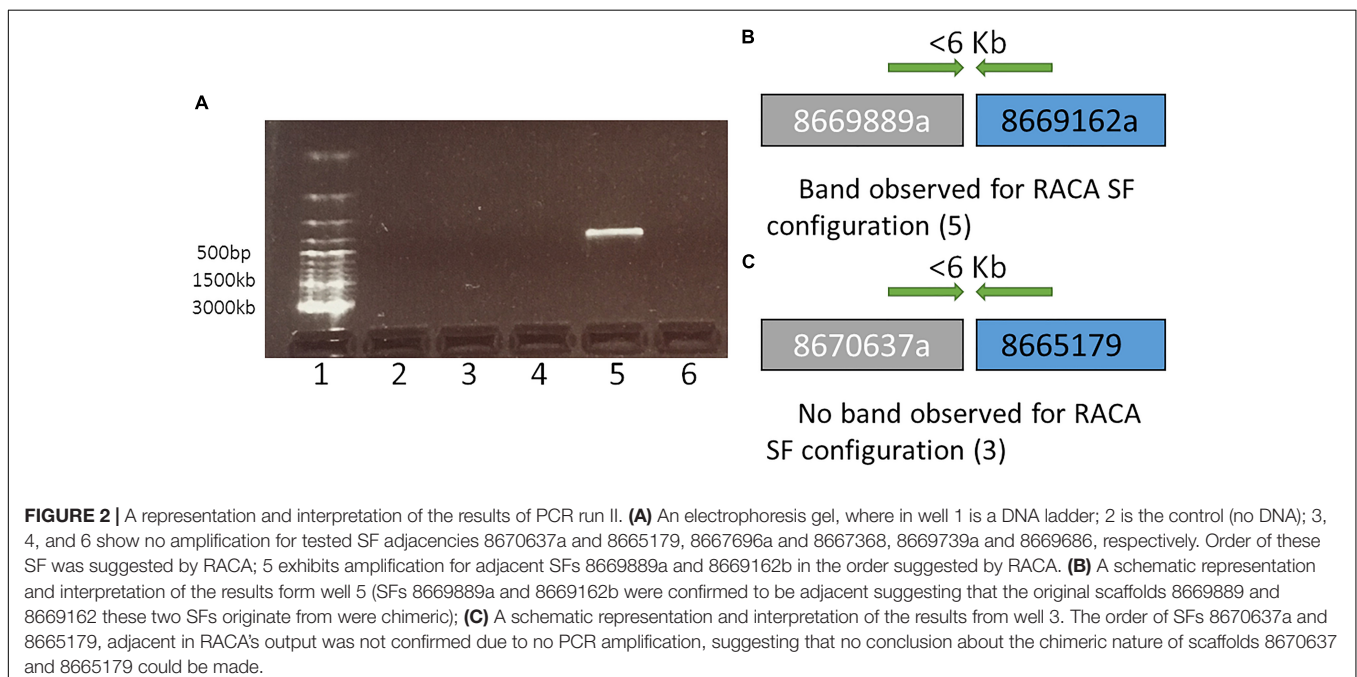 A
500bp
1500kb
3000kb
1 2 3 4 5 6
B
<6 Kb
8669889a 8669162a
Band observed for RACA SF
configuration (5)
C
<6 Kb
8670637a 8665179
No band observed for RACA
SF configuration (3)
FIGURE 2 | A representation and interpretation of the results of PCR run II. (A) An electrophoresis gel, where in well 1 is a DNA ladder; 2 is the control (no DNA); 3,
4, and 6 show no amplification for tested SF adjacencies 8670637a and 8665179, 8667696a and 8667368, 8669739a and 8669686, respectively. Order of these
SF was suggested by RACA; 5 exhibits amplification for adjacent SFs 8669889a and 8669162b in the order suggested by RACA. (B) A schematic representation
and interpretation of the results form well 5 (SFs 8669889a and 8669162b were confirmed to be adjacent suggesting that the original scaffolds 8669889 and
8669162 these two SFs originate from were chimeric); (C) A schematic representation and interpretation of the results from well 3. The order of SFs 8670637a and
8665179, adjacent in RACA's output was not confirmed due to no PCR amplification, suggesting that no conclusion about the chimeric nature of scaffolds 8670637
and 8665179 could be made.